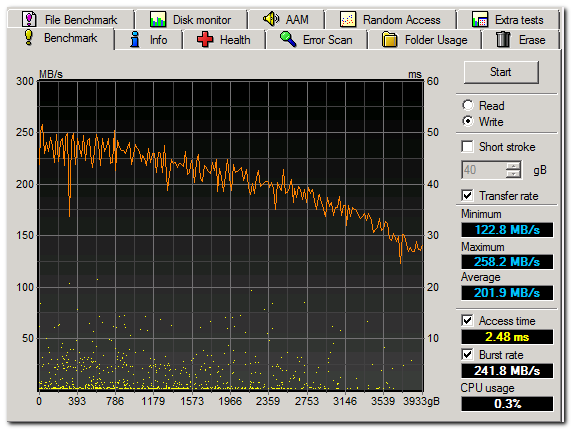 File Benchmark Disk monitor AAM Random Access Extra tests
Benchmark Info Health Error Scan Folder Usage Erase
MB/s ms
300 60
250 50
200 40
150 30
100 20
50 10
0 393 786 1179 1573 1966 2359 2753 3146 3539 3933gB
Start
Read
Write
Short stroke
40 gB
Transfer rate
Minimum
122.8 MB/s
Maximum
258.2 MB/s
Average
201.9 MB/s
Access time
2.48 ms
Burst rate
241.8 MB/s
CPU usage
0.3%